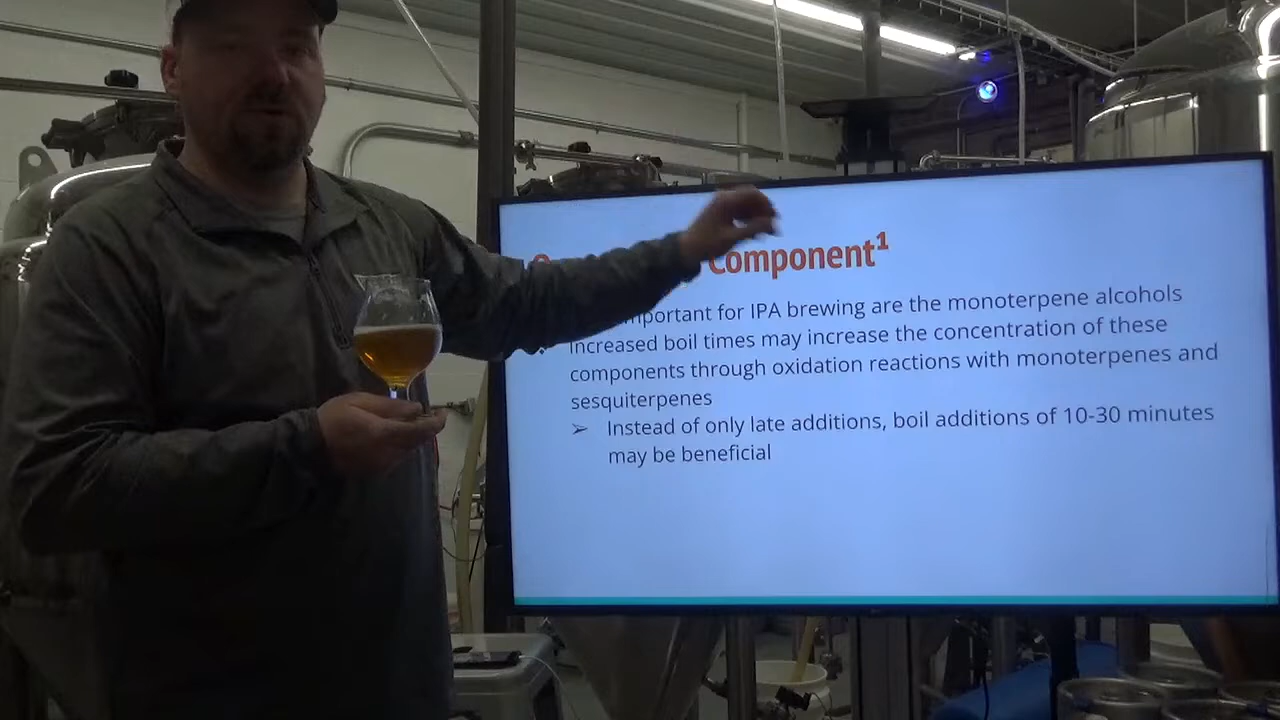 Component¹
important for IPA brewing are the monoterpene alcohols
Increased boil times may increase the concentration of these
components through oxidation reactions with monoterpenes and
sesquiterpenes
➢ Instead of only late additions, boil additions of 10-30 minutes
may be beneficial